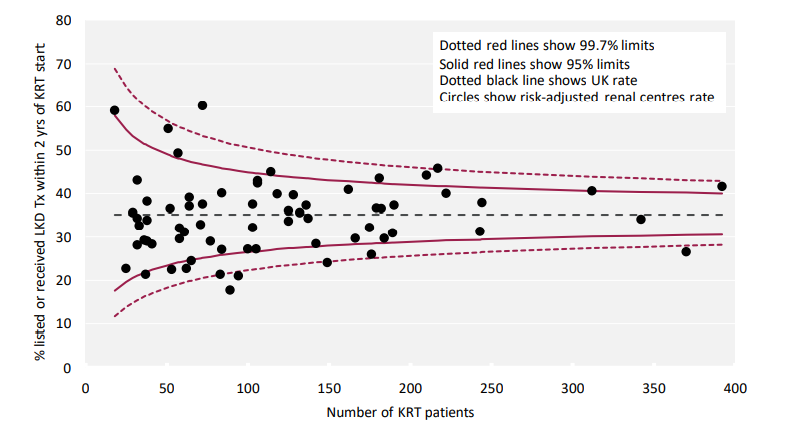 80
70
60
50
40
30
20
10
0
% listed or received LKD Tx within 2 yrs of KRT start
Dotted red lines show 99.7% limits
Solid red lines show 95% limits
Dotted black line shows UK rate
Circles show risk-adjusted renal centres rate
0 50 100 150 200 250 300 350 400
Number of KRT patients